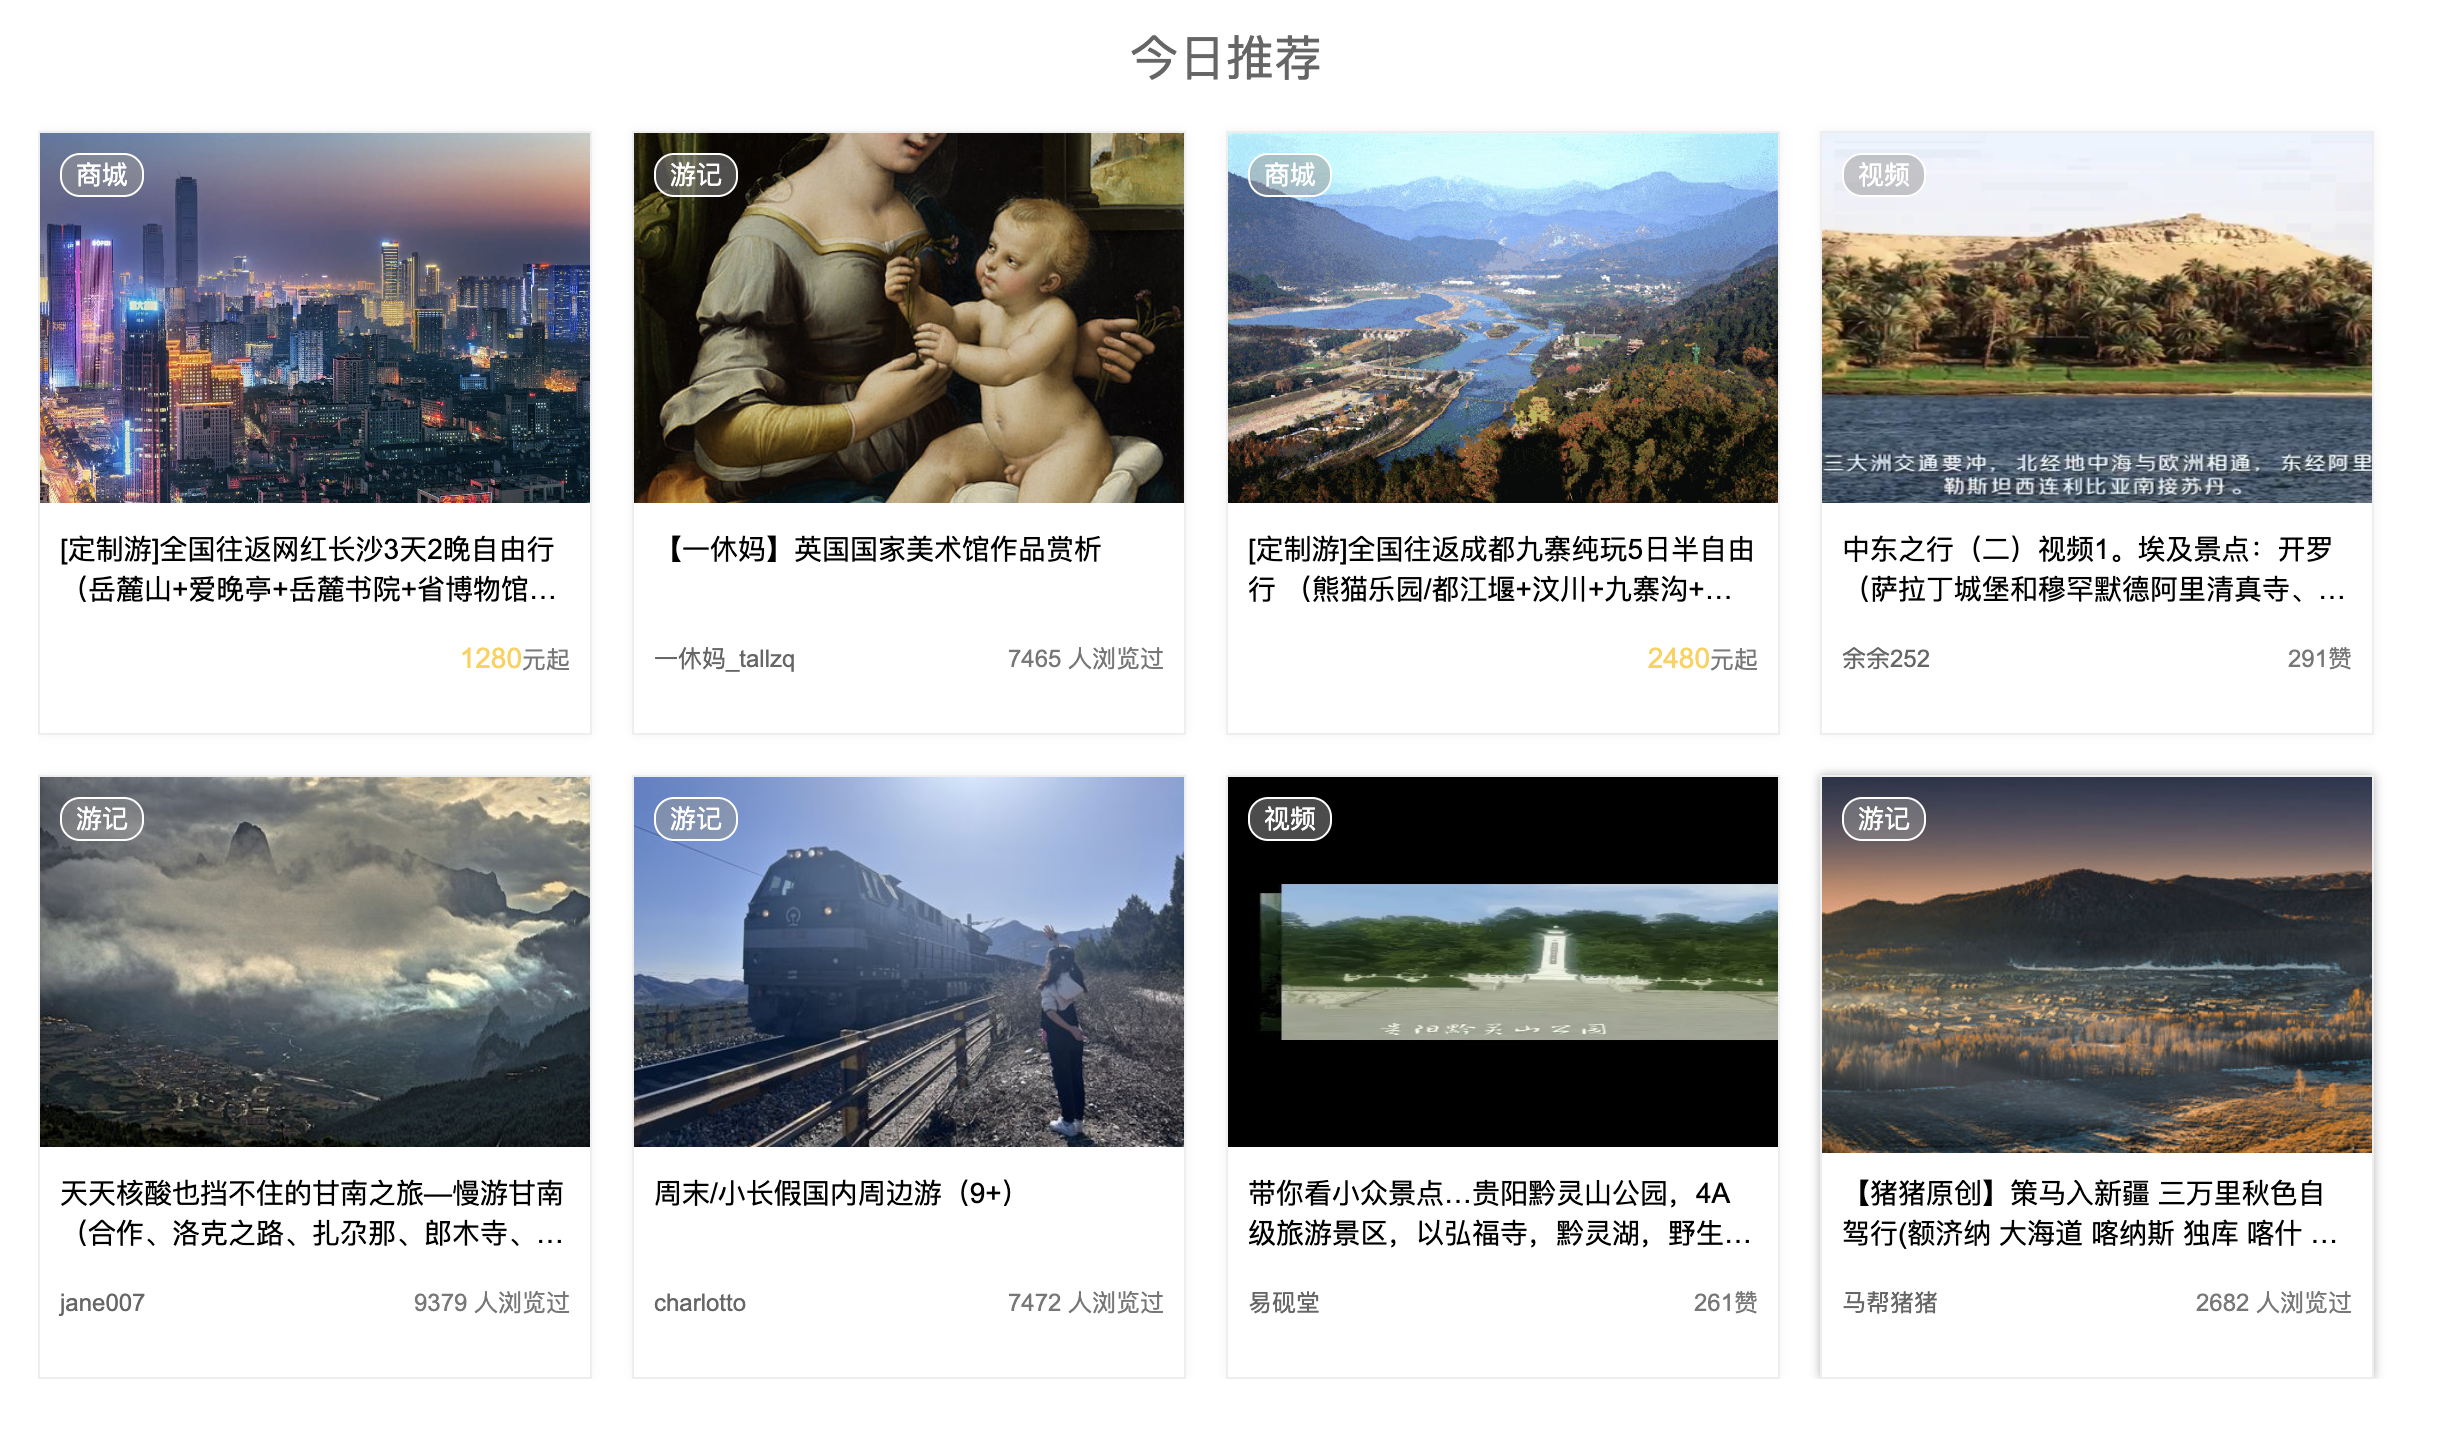 今日推荐
商城
[定制游]全国往返网红长沙3天2晚自由行
（岳麓山+爱晚亭+岳麓书院+省博物馆...
1280元起
游记
【一休妈】英国国家美术馆作品赏析
一休妈_tallzq
7465 人浏览过
商城
[定制游]全国往返成都九寨纯玩5日半自由
行 （熊猫乐园/都江堰+汶川+九寨沟+...
2480元起
视频
三大洲交通要冲，北经地中海与欧洲相通，东经阿里
勒斯坦西连利比亚南接苏丹。
中东之行（二）视频1。埃及景点：开罗
（萨拉丁城堡和穆罕默德阿里清真寺、...
余余252
291赞
游记
天天核酸也挡不住的甘南之旅—慢游甘南
（合作、洛克之路、扎尕那、郎木寺、...
jane007
9379 人浏览过
游记
周末/小长假国内周边游（9+）
charlotto
7472 人浏览过
视频
贵阳黔灵山公园
带你看小众景点...贵阳黔灵山公园，4A
级旅游景区，以弘福寺，黔灵湖，野生...
易砚堂
261赞
游记
【猪猪原创】策马入新疆 三万里秋色自
驾行(额济纳 大海道 喀纳斯 独库 喀什 ...
马帮猪猪
2682 人浏览过